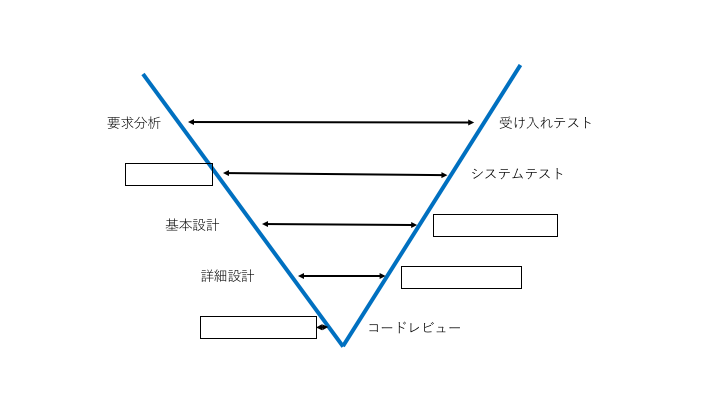 要求分析
受け入れテスト
システムテスト
基本設計
詳細設計
コードレビュー